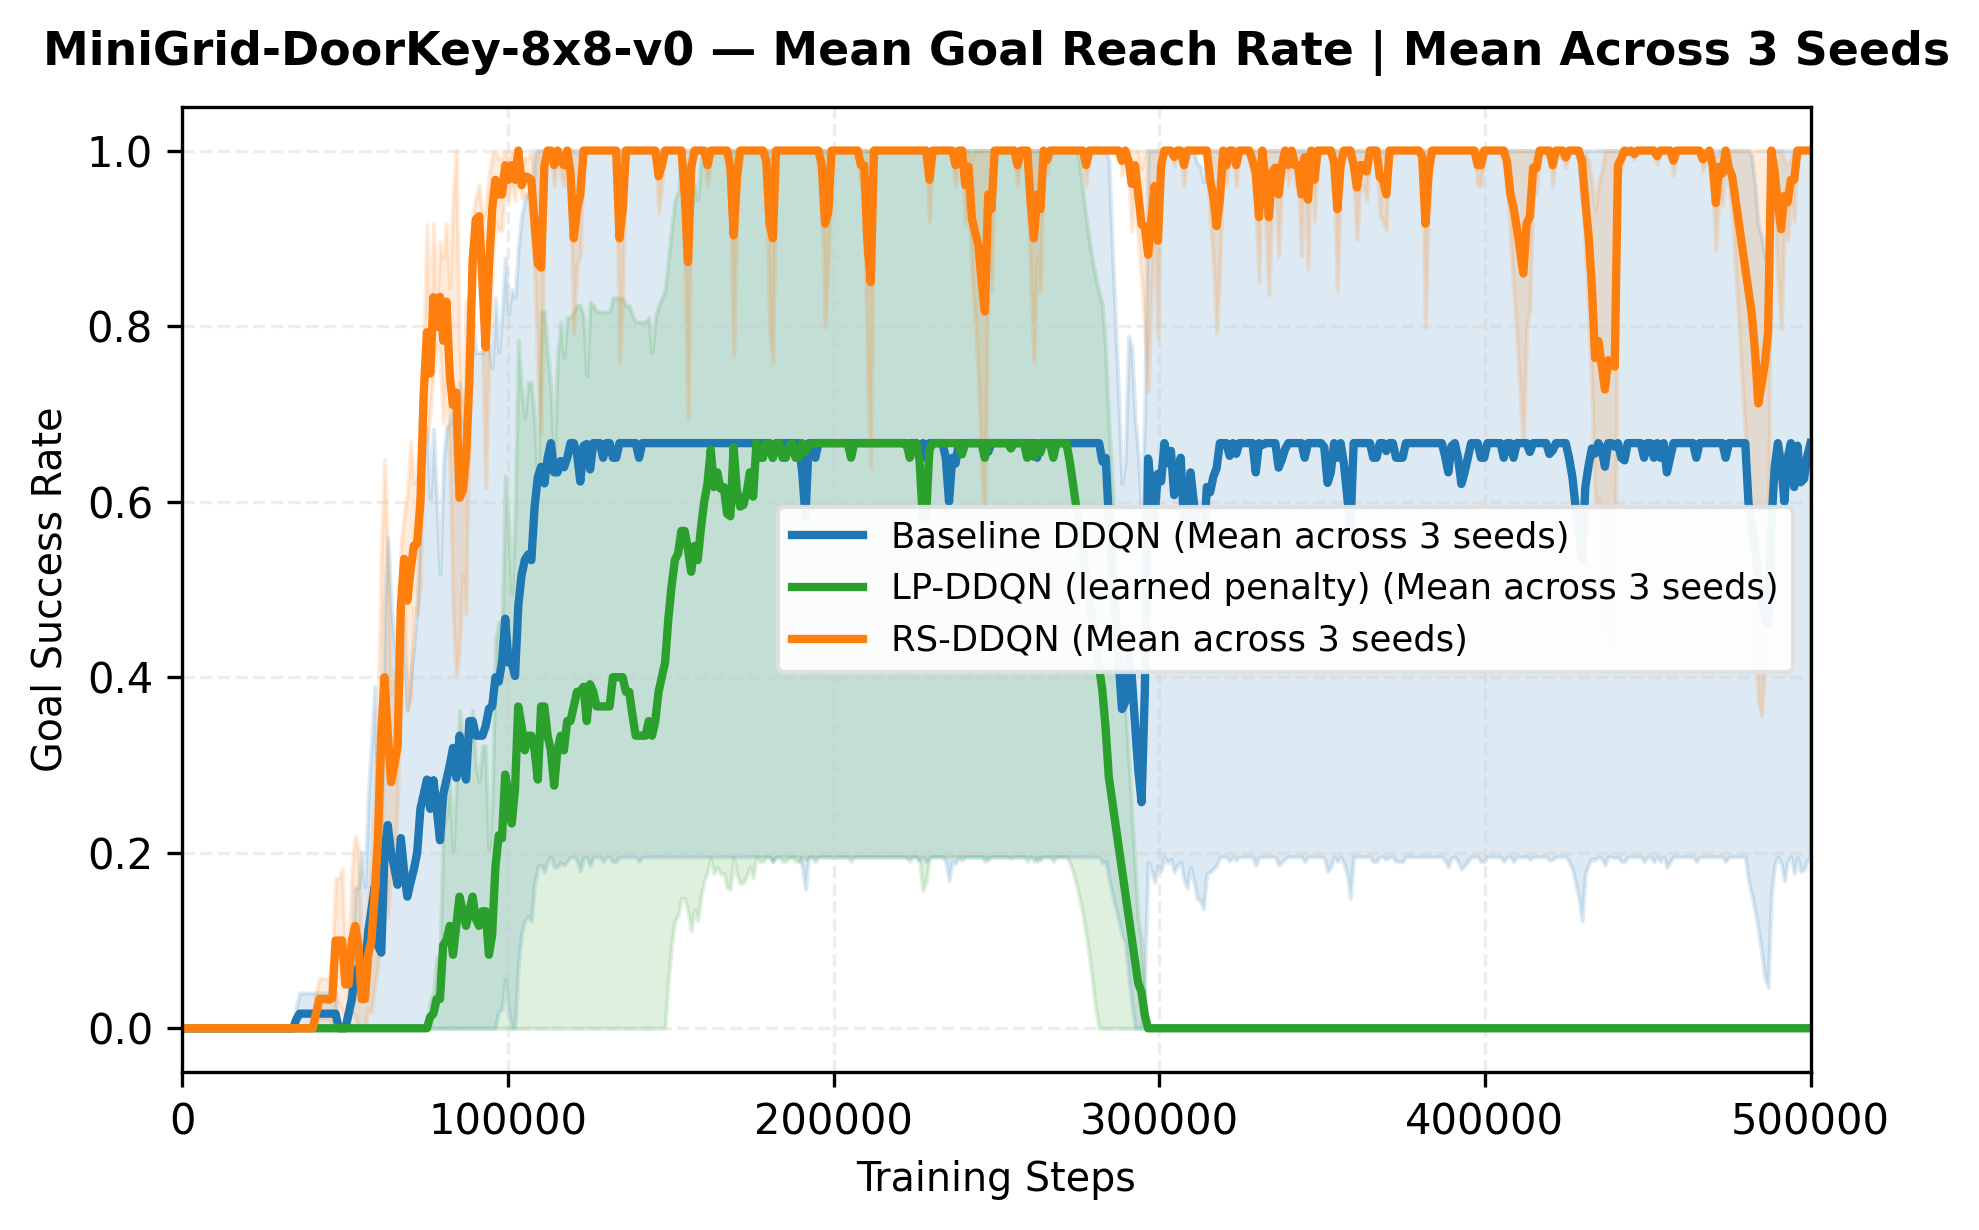 MiniGrid-DoorKey-8x8-v0 — Mean Goal Reach Rate | Mean Across 3 Seeds
Goal Success Rate
1.0
0.8
0.6
0.4
0.2
0.0
Baseline DDQN (Mean across 3 seeds)
LP-DDQN (learned penalty) (Mean across 3 seeds)
RS-DDQN (Mean across 3 seeds)
0 100000 200000 300000 400000 500000
Training Steps